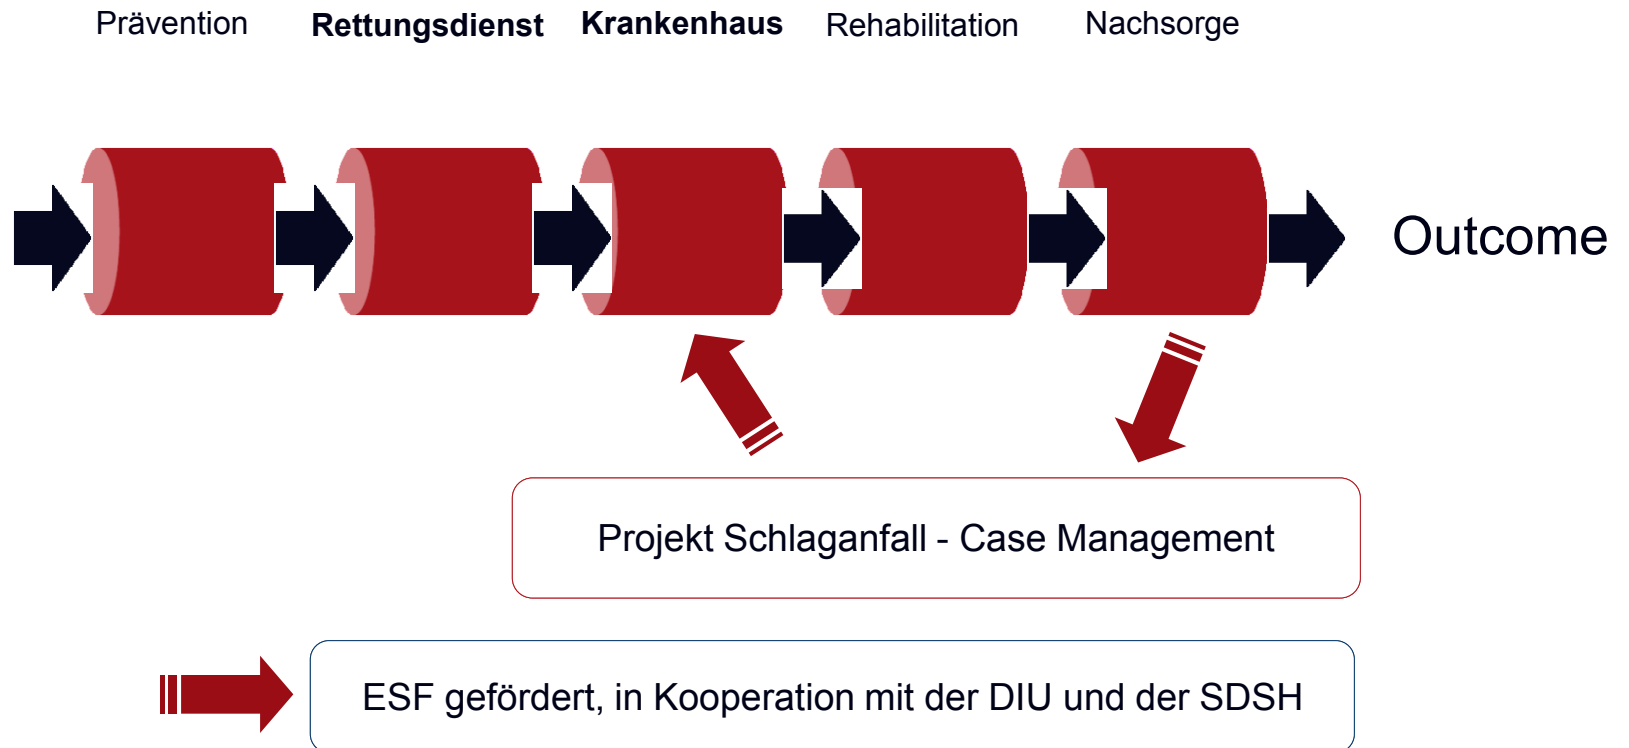 Prävention
Rettungsdienst
Krankenhaus
Rehabilitation
Nachsorge
Outcome
Projekt Schlaganfall - Case Management
ESF gefördert, in Kooperation mit der DIU und der SDSH